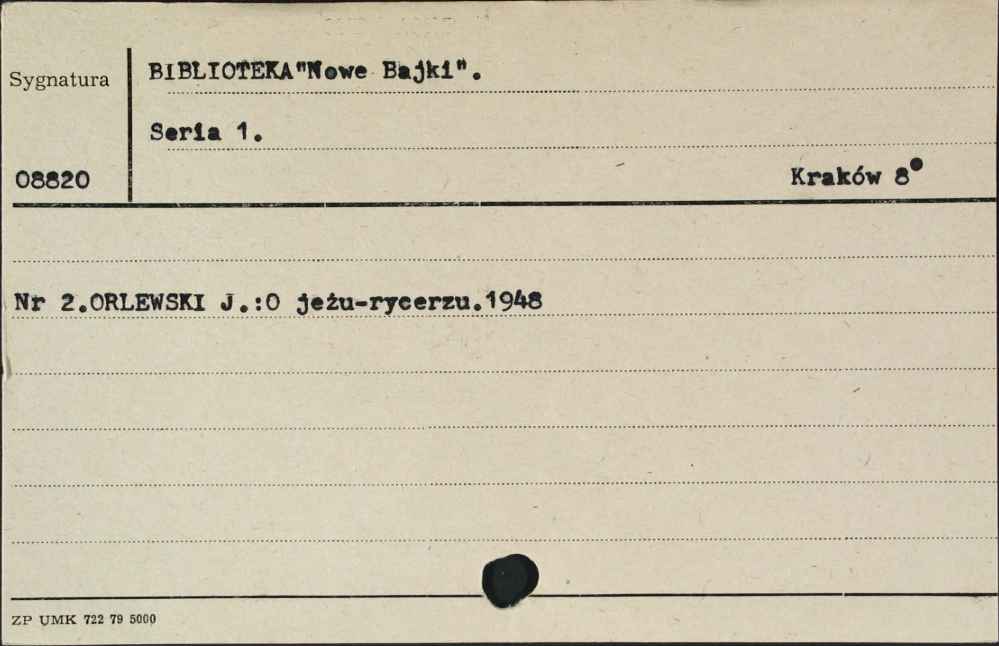 BIBLIOTEKA"Nowe Bajki".
Sygnatura
Seria 1.
08820
Kraków 8°
Nr 2.ORLEWSKI J.:O jeżu-rycerzu.1948
ZP UMK 722 79 5000